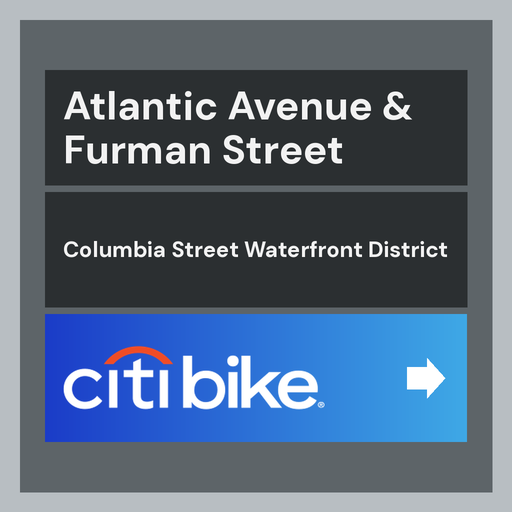 Atlantic Avenue &
Furman Street
Columbia Street Waterfront District
citi bike®